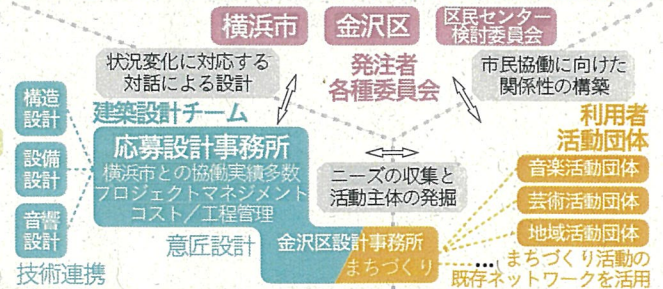 横浜市
金沢区
区民センター
検討委員会
発注者
各種委員会
状況変化に対応する
対話による設計
市民協働に向けた
関係性の構築
建築設計チーム
構造
設計
設備
設計
音響
設計
技術連携
応募設計事務所
横浜市との協働実績多数
プロジェクトマネジメント
コスト/工程管理
意匠設計
金沢区設計事務所
まちづくり
ニーズの収集と
活動主体の発掘
利用者
活動団体
音楽活動団体
芸術活動団体
地域活動団体
…
まちづくり活動の
既存ネットワークを活用